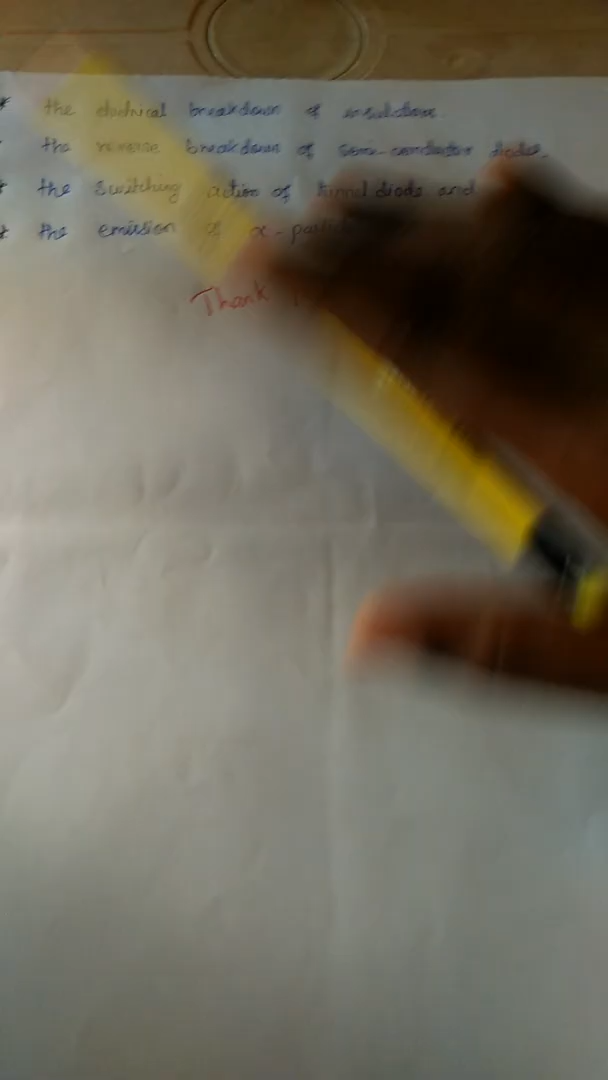 * the electrical breakdown of insulators.
* the reverse breakdown of semi-conductor diodes.
* the switching action of tunnel diode and
* the emission of α-
Thank